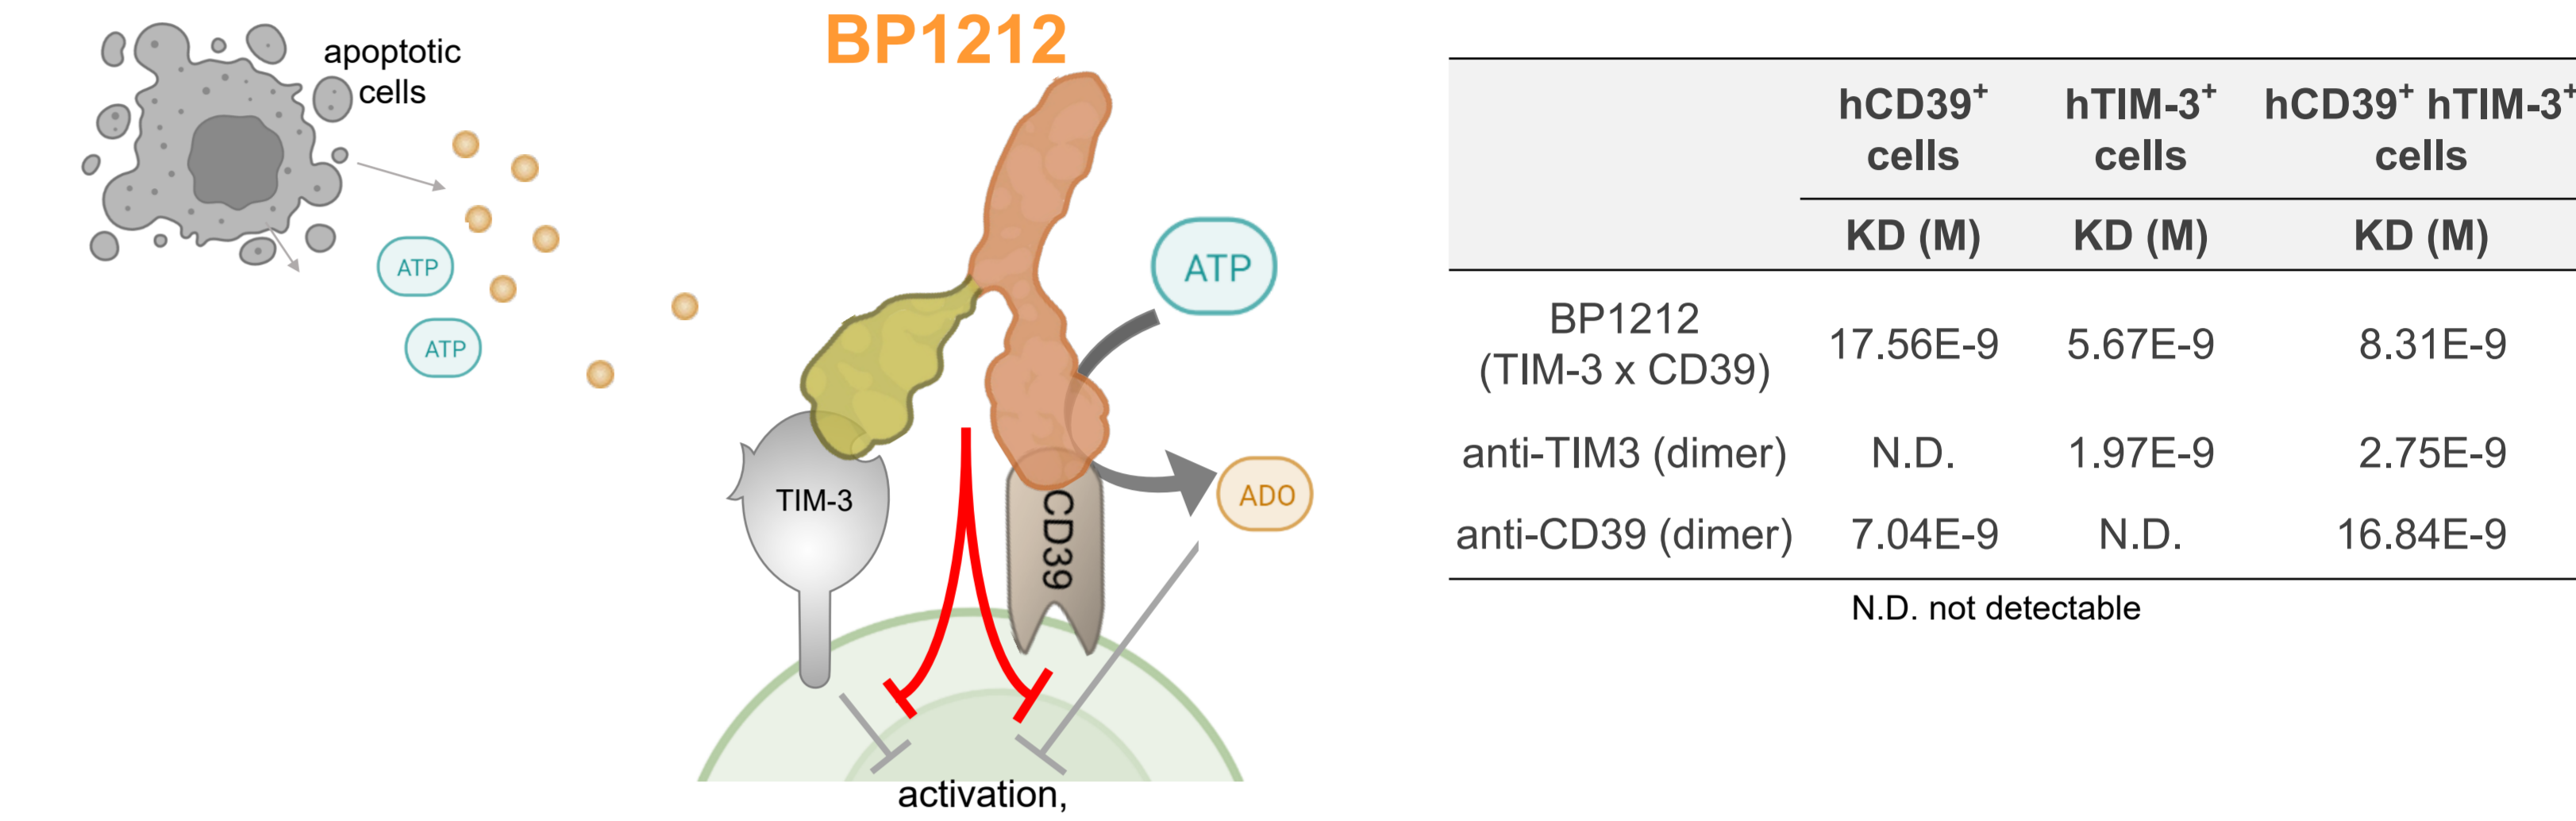 BP1212
apoptotic
cells
ATP
ATP
ATP
TIM-3
CD39
ADO
activation,
hCD39⁺ hTIM-3⁺ hCD39⁺ hTIM-3⁺
cells cells cells
KD (M) KD (M) KD (M)
BP1212
(TIM-3 x CD39) 17.56E-9 5.67E-9 8.31E-9
anti-TIM3 (dimer) N.D. 1.97E-9 2.75E-9
anti-CD39 (dimer) 7.04E-9 N.D. 16.84E-9
N.D. not detectable